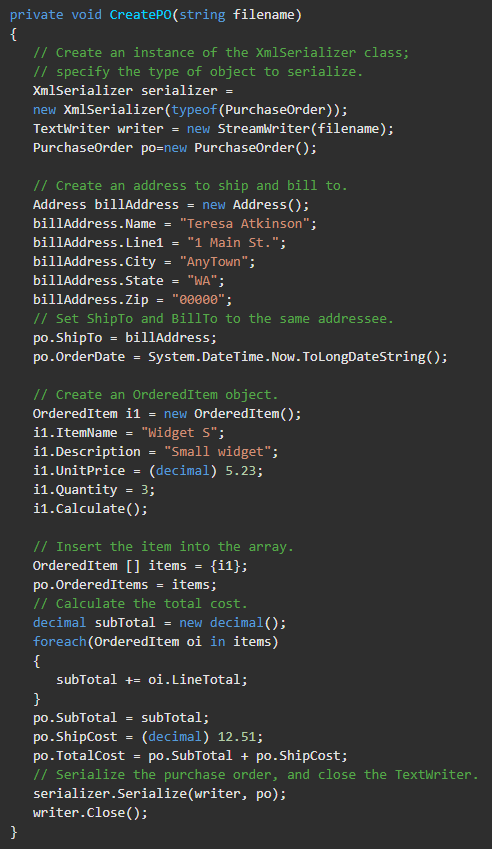 private void CreatePO(string filename)
{
   // Create an instance of the XmlSerializer class;
   // specify the type of object to serialize.
   XmlSerializer serializer =
   new XmlSerializer(typeof(PurchaseOrder));
   TextWriter writer = new StreamWriter(filename);
   PurchaseOrder po=new PurchaseOrder();

   // Create an address to ship and bill to.
   Address billAddress = new Address();
   billAddress.Name = "Teresa Atkinson";
   billAddress.Line1 = "1 Main St.";
   billAddress.City = "AnyTown";
   billAddress.State = "WA";
   billAddress.Zip = "00000";
   // Set ShipTo and BillTo to the same addressee.
   po.ShipTo = billAddress;
   po.OrderDate = System.DateTime.Now.ToLongDateString();

   // Create an OrderedItem object.
   OrderedItem i1 = new OrderedItem();
   i1.ItemName = "Widget S";
   i1.Description = "Small widget";
   i1.UnitPrice = (decimal) 5.23;
   i1.Quantity = 3;
   i1.Calculate();

   // Insert the item into the array.
   OrderedItem [] items = {i1};
   po.OrderedItems = items;
   // Calculate the total cost.
   decimal subTotal = new decimal();
   foreach(OrderedItem oi in items)
   {
      subTotal += oi.LineTotal;
   }
   po.SubTotal = subTotal;
   po.ShipCost = (decimal) 12.51;
   po.TotalCost = po.SubTotal + po.ShipCost;
   // Serialize the purchase order, and close the TextWriter.
   serializer.Serialize(writer, po);
   writer.Close();
}